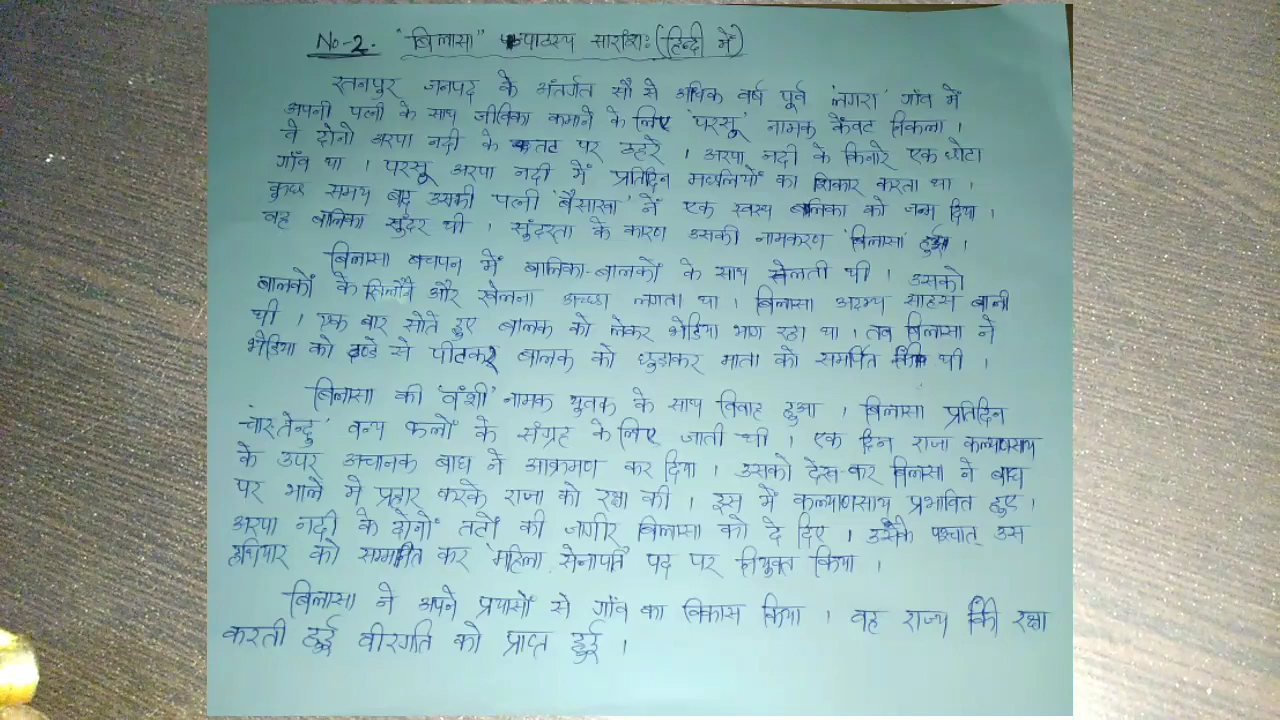 No-2. "बिलासा" पाठस्य सारांशः (हिन्दी में)
रतनपुर जनपद के अंतर्गत सौ से अधिक वर्ष पूर्व 'लगरा' गाँव में
अपनी पत्नी के साथ जीविका कमाने के लिए 'परसू' नामक केंवट निकला ।
वे दोनो अरपा नदी के तट पर ठहरे । अरपा नदी के किनारे एक छोटा
गाँव था । परसू अरपा नदी में प्रतिदिन मछलियों का शिकार करता था ।
कुछ समय बाद उसकी पत्नी 'बैसाखा' ने एक स्वस्थ बालिका को जन्म दिया ।
वह बालिका सुंदर थी । सुंदरता के कारण उसकी नामकरण 'बिलासा' हुई ।
बिलासा बचपन में बालिका-बालकों के साथ खेलती थी । उसको
बालकों के खिलौने और खेलना अच्छा लगता था । बिलासा अदम्य साहस वाली
थी । एक बार सोते हुए बालक को लेकर भेडिया भाग रहा था । तब बिलासा ने
भेडिया को डण्डे से पीटकर बालक को छुडाकर माता को समर्पित की थी ।
बिलासा की 'वंशी' नामक युवक के साथ विवाह हुआ । बिलासा प्रतिदिन
'चार तेन्दु' वन्य फलों के संग्रह के लिए जाती थी । एक दिन राजा कल्याणसाय
के उपर अचानक बाघ ने आक्रमण कर दिया । उसको देख कर बिलासा ने बाघ
पर भाले से प्रहार करके राजा को रक्षा की । इस में कल्याणसाय प्रभावित हुए ।
अरपा नदी के दोनों तटों की जागीर बिलासा को दे दिए । उसके पश्चात् उस
हथियार को सम्मानित कर 'महिला सेनापति' पद पर नियुक्त किया ।
बिलासा ने अपने प्रयासों से गाँव का विकास किया । वह राज्य की रक्षा
करती हुई वीरगति को प्राप्त हुई ।